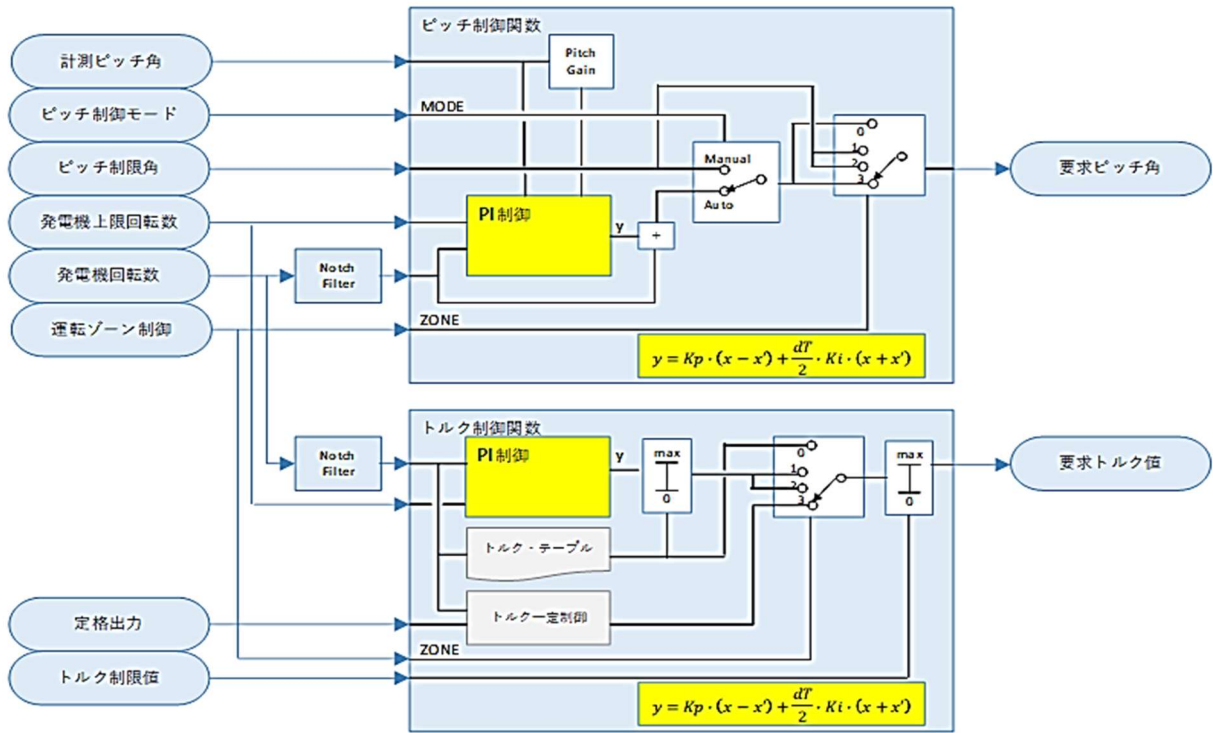 ピッチ制御関数
計測ピッチ角
Pitch
Gain
ピッチ制御モード
MODE
0
1
2
3
ピッチ制限角
Manual
Auto
要求ピッチ角
発電機上限回転数
PI制御
y
+
発電機回転数
Notch
Filter
運転ゾーン制御
ZONE
y = Kp・(x − x′) + dT/2・Ki・(x + x′)
トルク制御関数
Notch
Filter
PI制御
y
max
0
0
1
2
3
max
0
要求トルク値
トルク・テーブル
トルク一定制御
定格出力
ZONE
トルク制限値
y = Kp・(x − x′) + dT/2・Ki・(x + x′)